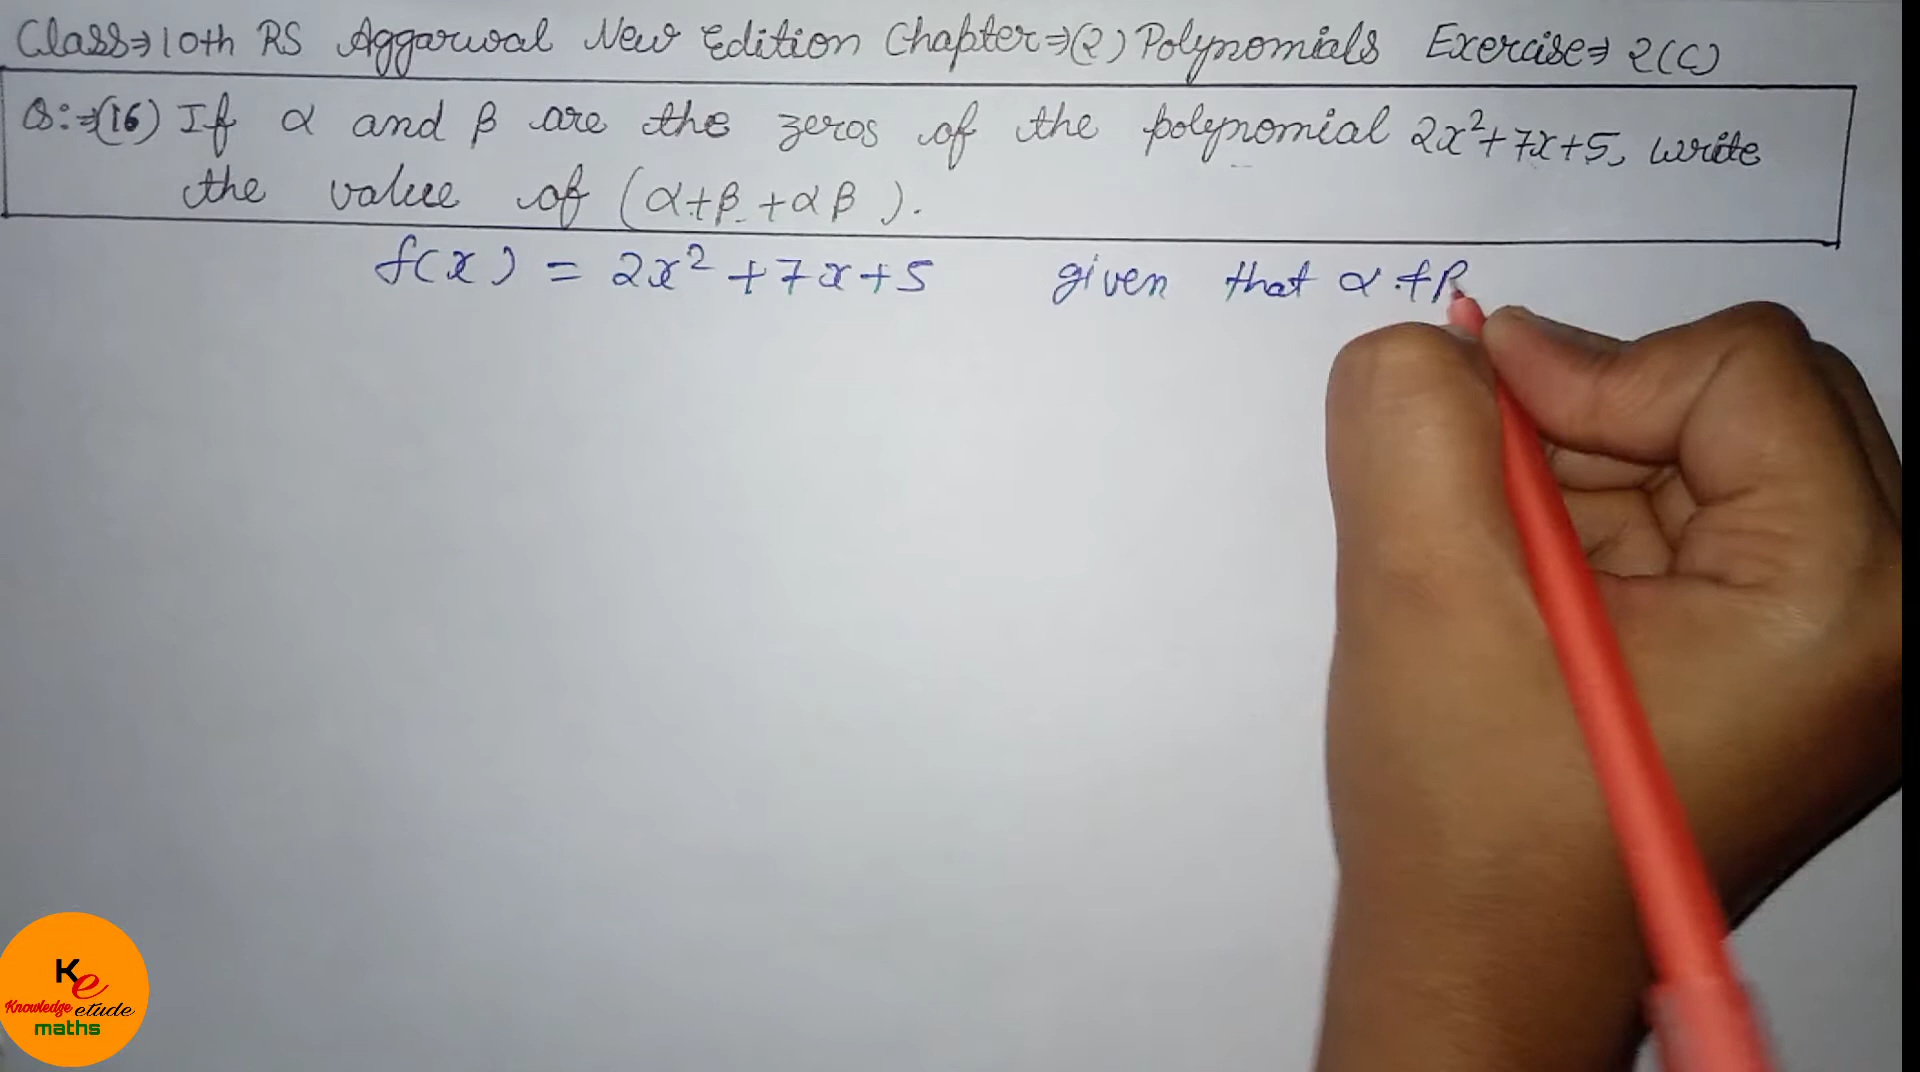 Class⇒10th RS Aggarwal New Edition Chapter⇒(2) Polynomials Exercise⇒ 2(C)
Q:⇒(16) If α and β are the zeros of the polynomial 2x²+7x+5, write
the value of (α+β+αβ).
f(x) = 2x²+7x+5 given that α + β
Ke
Knowledge etude
maths